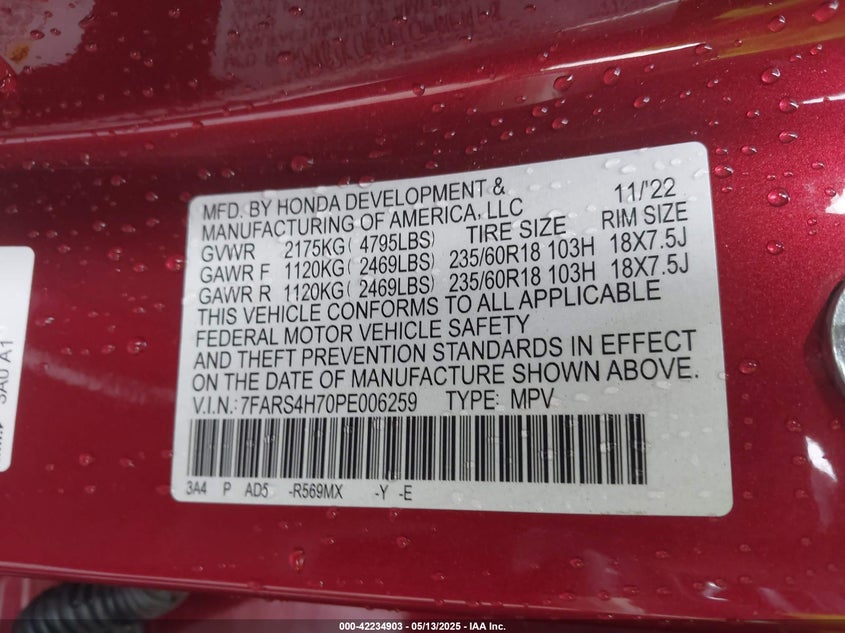 MFD. BY HONDA DEVELOPMENT & 11/'22
MANUFACTURING OF AMERICA, LLC
GVWR 2175KG( 4795LBS) TIRE SIZE RIM SIZE
GAWR F 1120KG( 2469LBS) 235/60R18 103H 18X7.5J
GAWR R 1120KG( 2469LBS) 235/60R18 103H 18X7.5J
THIS VEHICLE CONFORMS TO ALL APPLICABLE
FEDERAL MOTOR VEHICLE SAFETY
AND THEFT PREVENTION STANDARDS IN EFFECT
ON THE DATE OF MANUFACTURE SHOWN ABOVE.
V.I.N.: 7FARS4H70PE006259 TYPE: MPV
3A4 P AD5 -R569MX -Y -E
3A0 A1
000-42234903 - 05/13/2025 - IAA Inc.